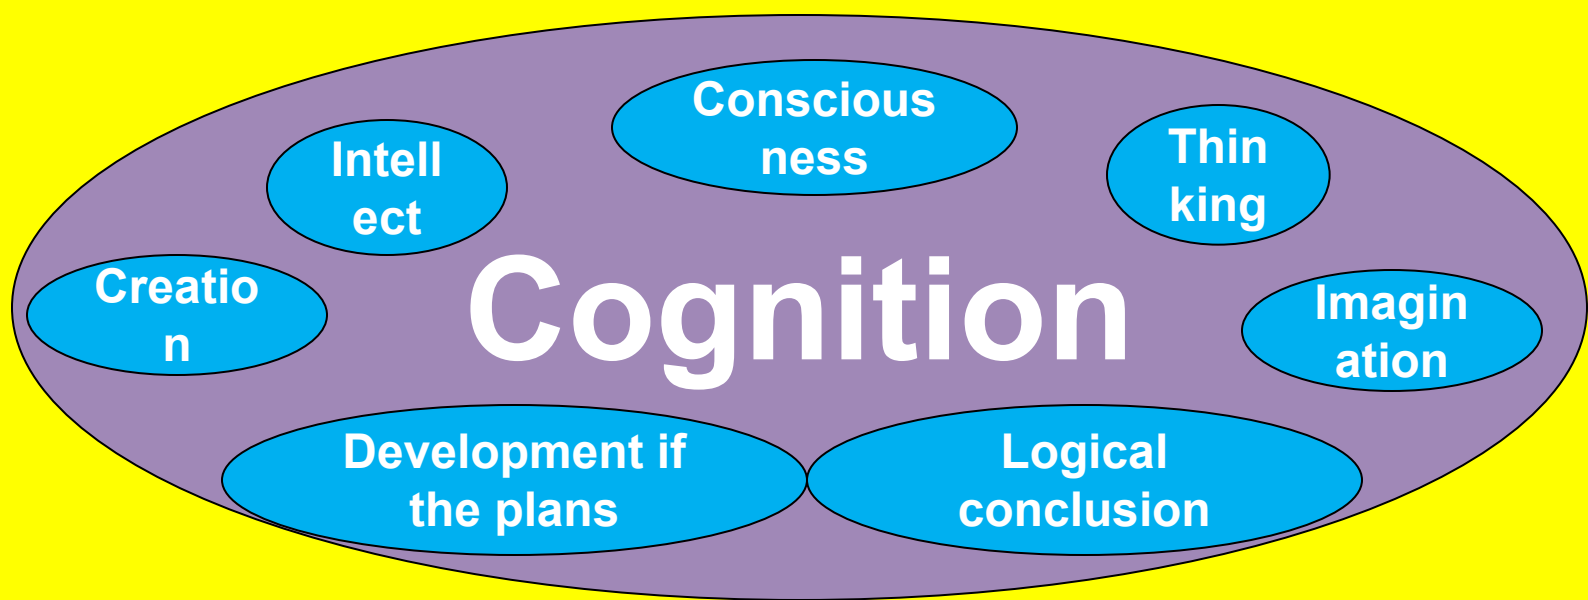 Conscious
ness
Thin
king
Intell
ect
Creatio
n
Cognition
Imagin
ation
Development if
the plans
Logical
conclusion